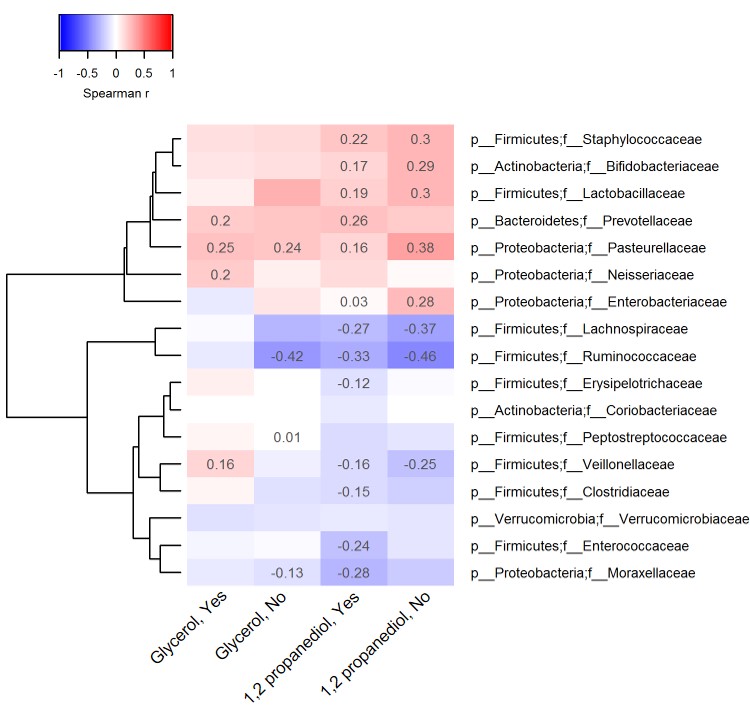 -1 -0.5 0 0.5 1
Spearman r
0.22 0.3 p__Firmicutes;f__Staphylococcaceae
0.17 0.29 p__Actinobacteria;f__Bifidobacteriaceae
0.19 0.3 p__Firmicutes;f__Lactobacillaceae
0.2 0.26 p__Bacteroidetes;f__Prevotellaceae
0.25 0.24 0.16 0.38 p__Proteobacteria;f__Pasteurellaceae
0.2 p__Proteobacteria;f__Neisseriaceae
0.03 0.28 p__Proteobacteria;f__Enterobacteriaceae
-0.27 -0.37 p__Firmicutes;f__Lachnospiraceae
-0.42 -0.33 -0.46 p__Firmicutes;f__Ruminococcaceae
-0.12 p__Firmicutes;f__Erysipelotrichaceae
p__Actinobacteria;f__Coriobacteriaceae
0.01 p__Firmicutes;f__Peptostreptococcaceae
0.16 -0.16 -0.25 p__Firmicutes;f__Veillonellaceae
-0.15 p__Firmicutes;f__Clostridiaceae
p__Verrucomicrobia;f__Verrucomicrobiaceae
-0.24 p__Firmicutes;f__Enterococcaceae
-0.13 -0.28 p__Proteobacteria;f__Moraxellaceae
Glycerol, Yes
Glycerol, No
1,2 propanediol, Yes
1,2 propanediol, No